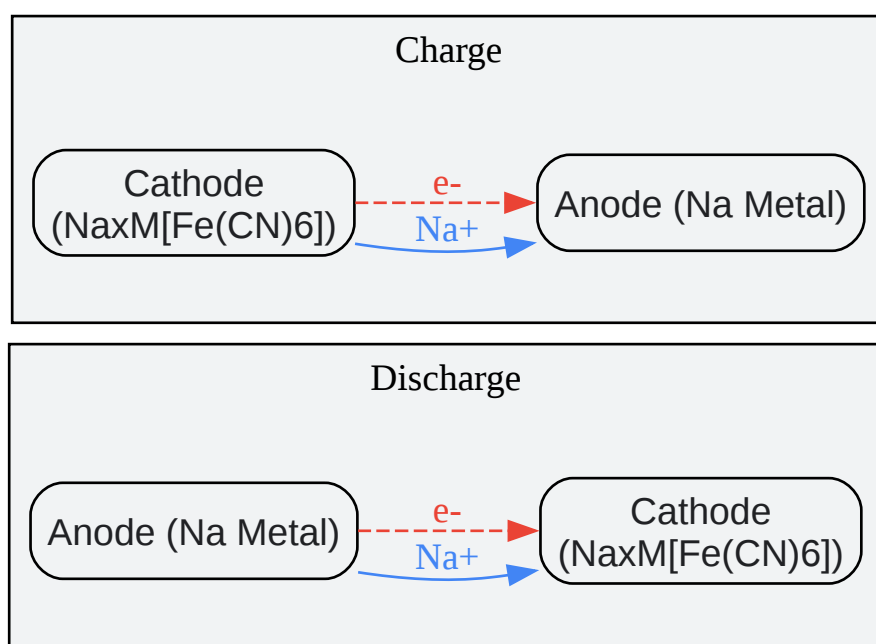 Charge
Cathode
(NaxM[Fe(CN)6])
e-
Na+
Anode (Na Metal)
Discharge
Anode (Na Metal)
e-
Na+
Cathode
(NaxM[Fe(CN)6])